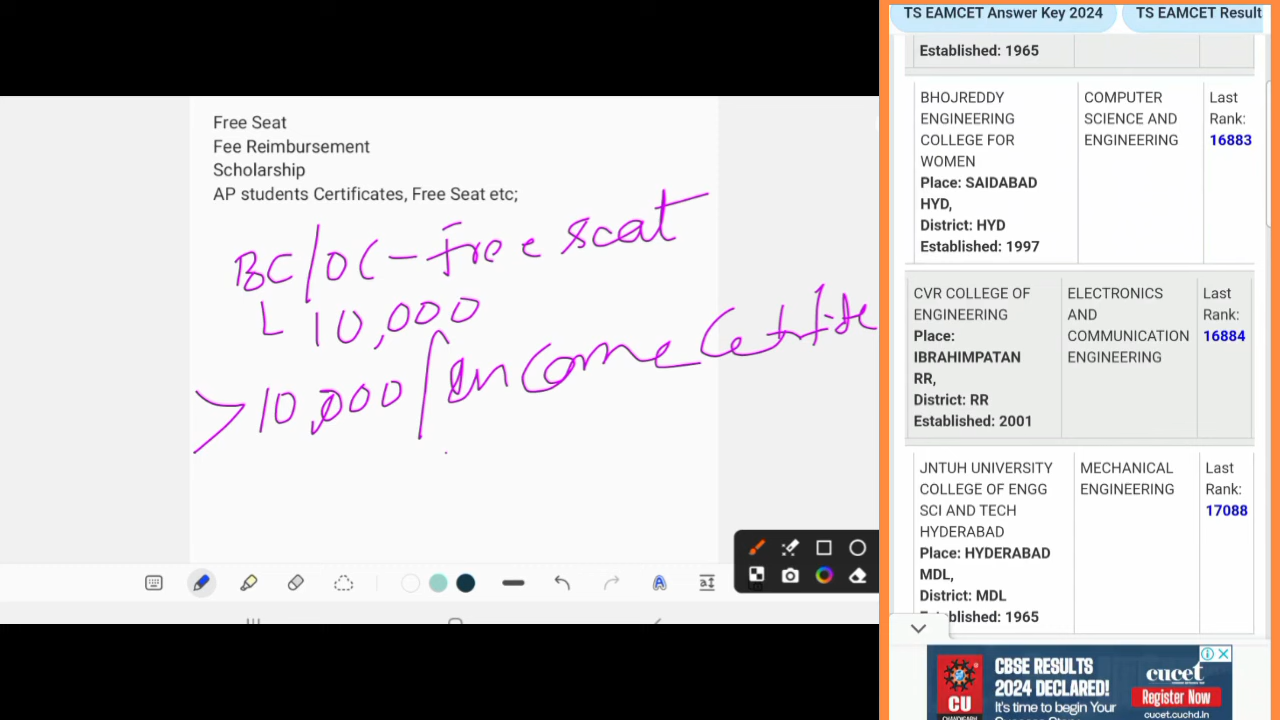 Free Seat
Fee Reimbursement
Scholarship
AP students Certificates, Free Seat etc;
BC/OC - Free seat
L 10,000
>10,000/Income
TS EAMCET Answer Key 2024
TS EAMCET Result
Established: 1965
BHOJREDDY ENGINEERING COLLEGE FOR WOMEN
Place: SAIDABAD HYD,
District: HYD
Established: 1997
COMPUTER SCIENCE AND ENGINEERING
Last Rank: 16883
CVR COLLEGE OF ENGINEERING
Place: IBRAHIMPATAN RR,
District: RR
Established: 2001
ELECTRONICS AND COMMUNICATION ENGINEERING
Last Rank: 16884
JNTUH UNIVERSITY COLLEGE OF ENGG SCI AND TECH HYDERABAD
Place: HYDERABAD MDL,
District: MDL
Established: 1965
MECHANICAL ENGINEERING
Last Rank: 17088
CU
CBSE RESULTS
2024 DECLARED!
It's time to begin Your
cucet
Register Now
cucet.cuchd.in